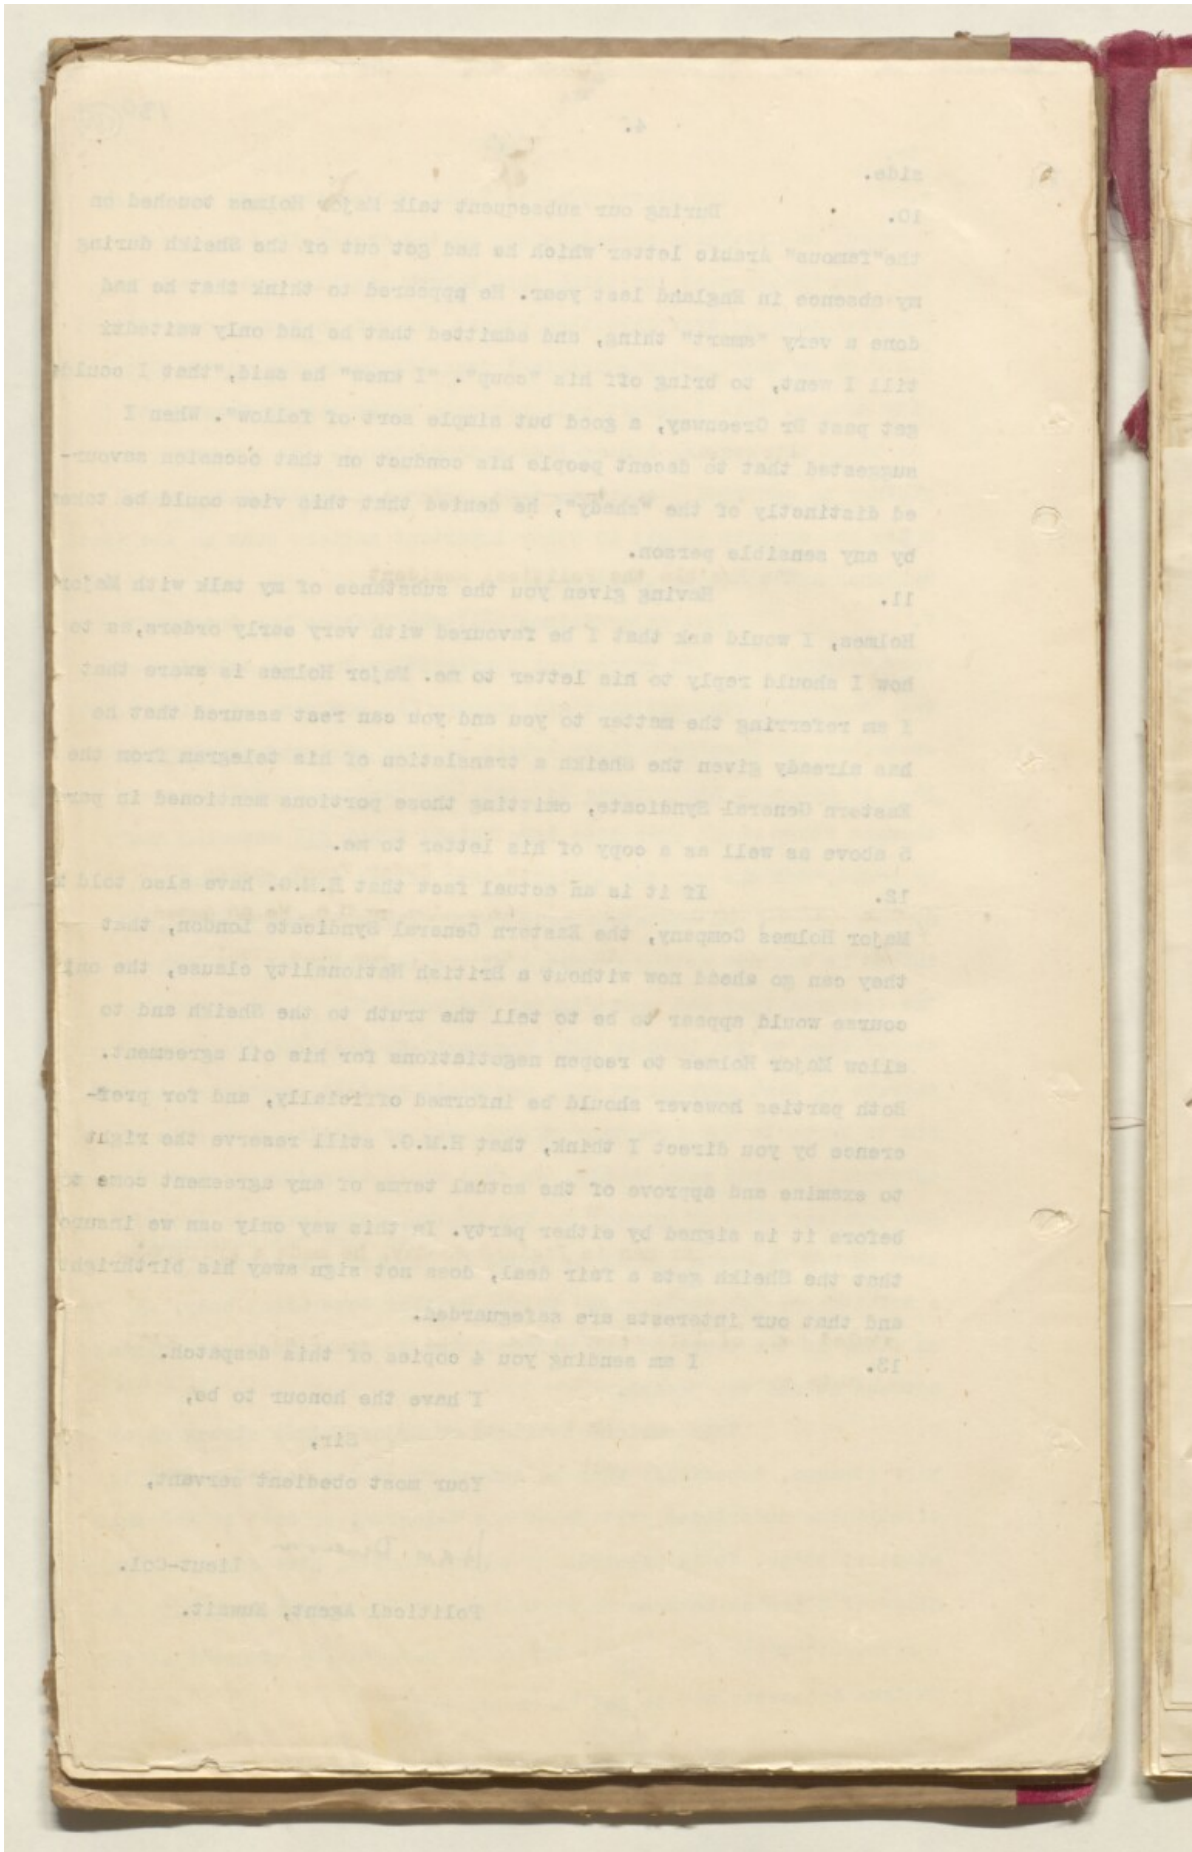 4.
side.
10. During our subsequent talk Major Holmes touched on
the"famous" Arabic letter which he had got out of the Sheikh during
my absence in England last year. He appeared to think that he had
done a very "smart" thing, and admitted that he had only waited
till I went, to bring off his "coup". "I knew" he said,"that I could
get past Dr Greenway, a good but simple sort of fellow". When I
suggested that to decent people his conduct on that occasion savour-
ed distinctly of the "shady", he denied that this view could be taken
by any sensible person.
11. Having given you the substance of my talk with Major
Holmes, I would ask that I be favoured with very early orders,as to
how I should reply to his letter to me. Major Holmes is aware that
I am referring the matter to you and you can rest assured that he
has already given the Sheikh a translation of his telegram from the
Eastern General Syndicate, omitting those portions mentioned in par
5 above as well as a copy of his letter to me.
12. If it is an actual fact that H.M.G. have also told
Major Holmes Company, the Eastern General Syndicate London, that
they can go ahead now without a British Nationality clause, the only
course would appear to be to tell the truth to the Sheikh and to
allow Major Holmes to reopen negotiations for his oil agreement.
Both parties however should be informed officially, and for pref-
erence by you direct I think, that H.M.G. still reserve the right
to examine and approve of the actual terms of any agreement come to
before it is signed by either party. In this way only can we insure
that the Sheikh gets a fair deal, does not sign away his birthright
and that our interests are safeguarded.
13. I am sending you 4 copies of this despatch.
I have the honour to be,
Sir,
Your most obedient servant,
Lieut-Col.
Political Agent, Kuwait.